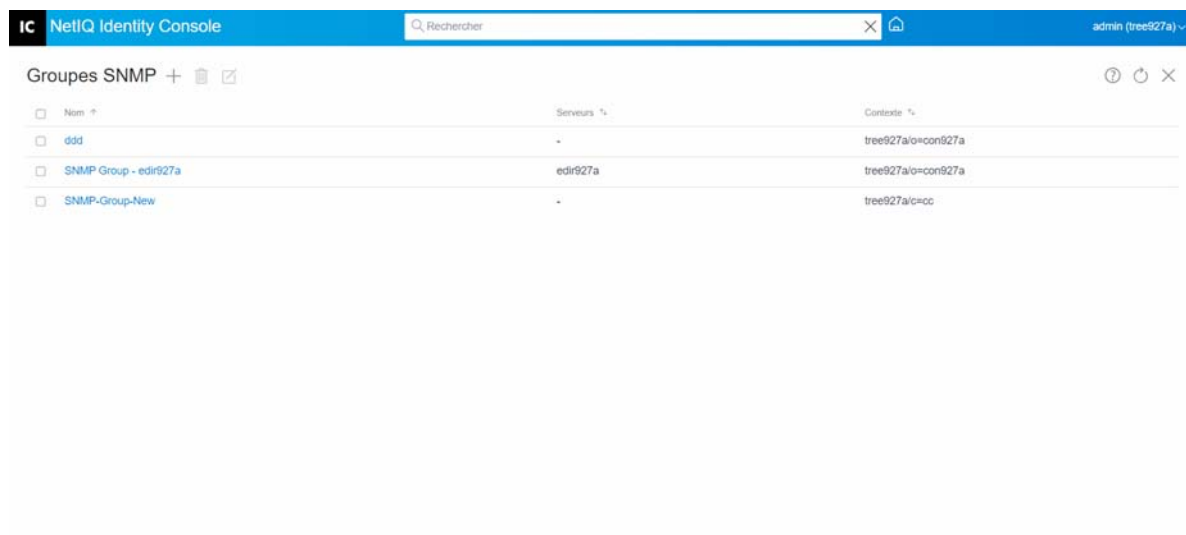 IC NetIQ Identity Console Rechercher admin (tree927a)
Groupes SNMP
Nom Serveurs Contexte
ddd - tree927a/o=con927a
SNMP Group - edir927a edir927a tree927a/o=con927a
SNMP-Group-New - tree927a/c=cc